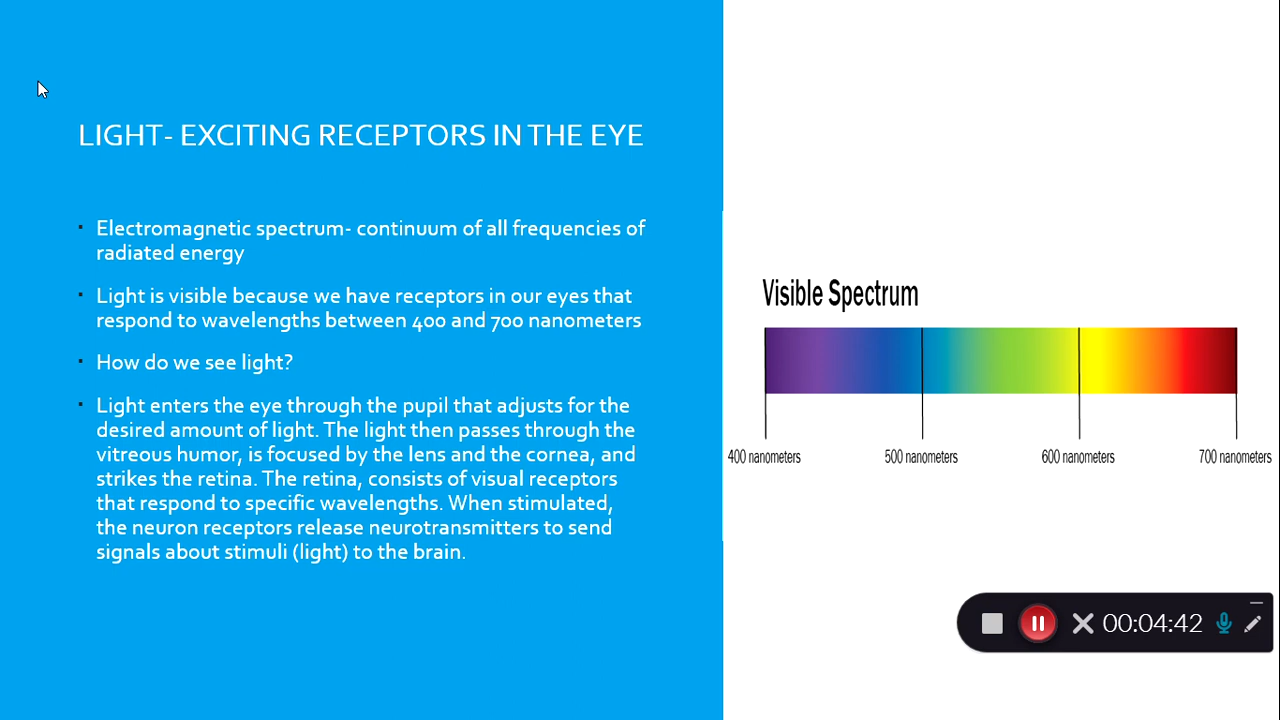 LIGHT- EXCITING RECEPTORS IN THE EYE
Electromagnetic spectrum- continuum of all frequencies of
radiated energy
Light is visible because we have receptors in our eyes that
respond to wavelengths between 400 and 700 nanometers
How do we see light?
Light enters the eye through the pupil that adjusts for the
desired amount of light. The light then passes through the
vitreous humor, is focused by the lens and the cornea, and
strikes the retina. The retina, consists of visual receptors
that respond to specific wavelengths. When stimulated,
the neuron receptors release neurotransmitters to send
signals about stimuli (light) to the brain.
Visible Spectrum
400 nanometers
500 nanometers
600 nanometers
700 nanometers
00:04:42